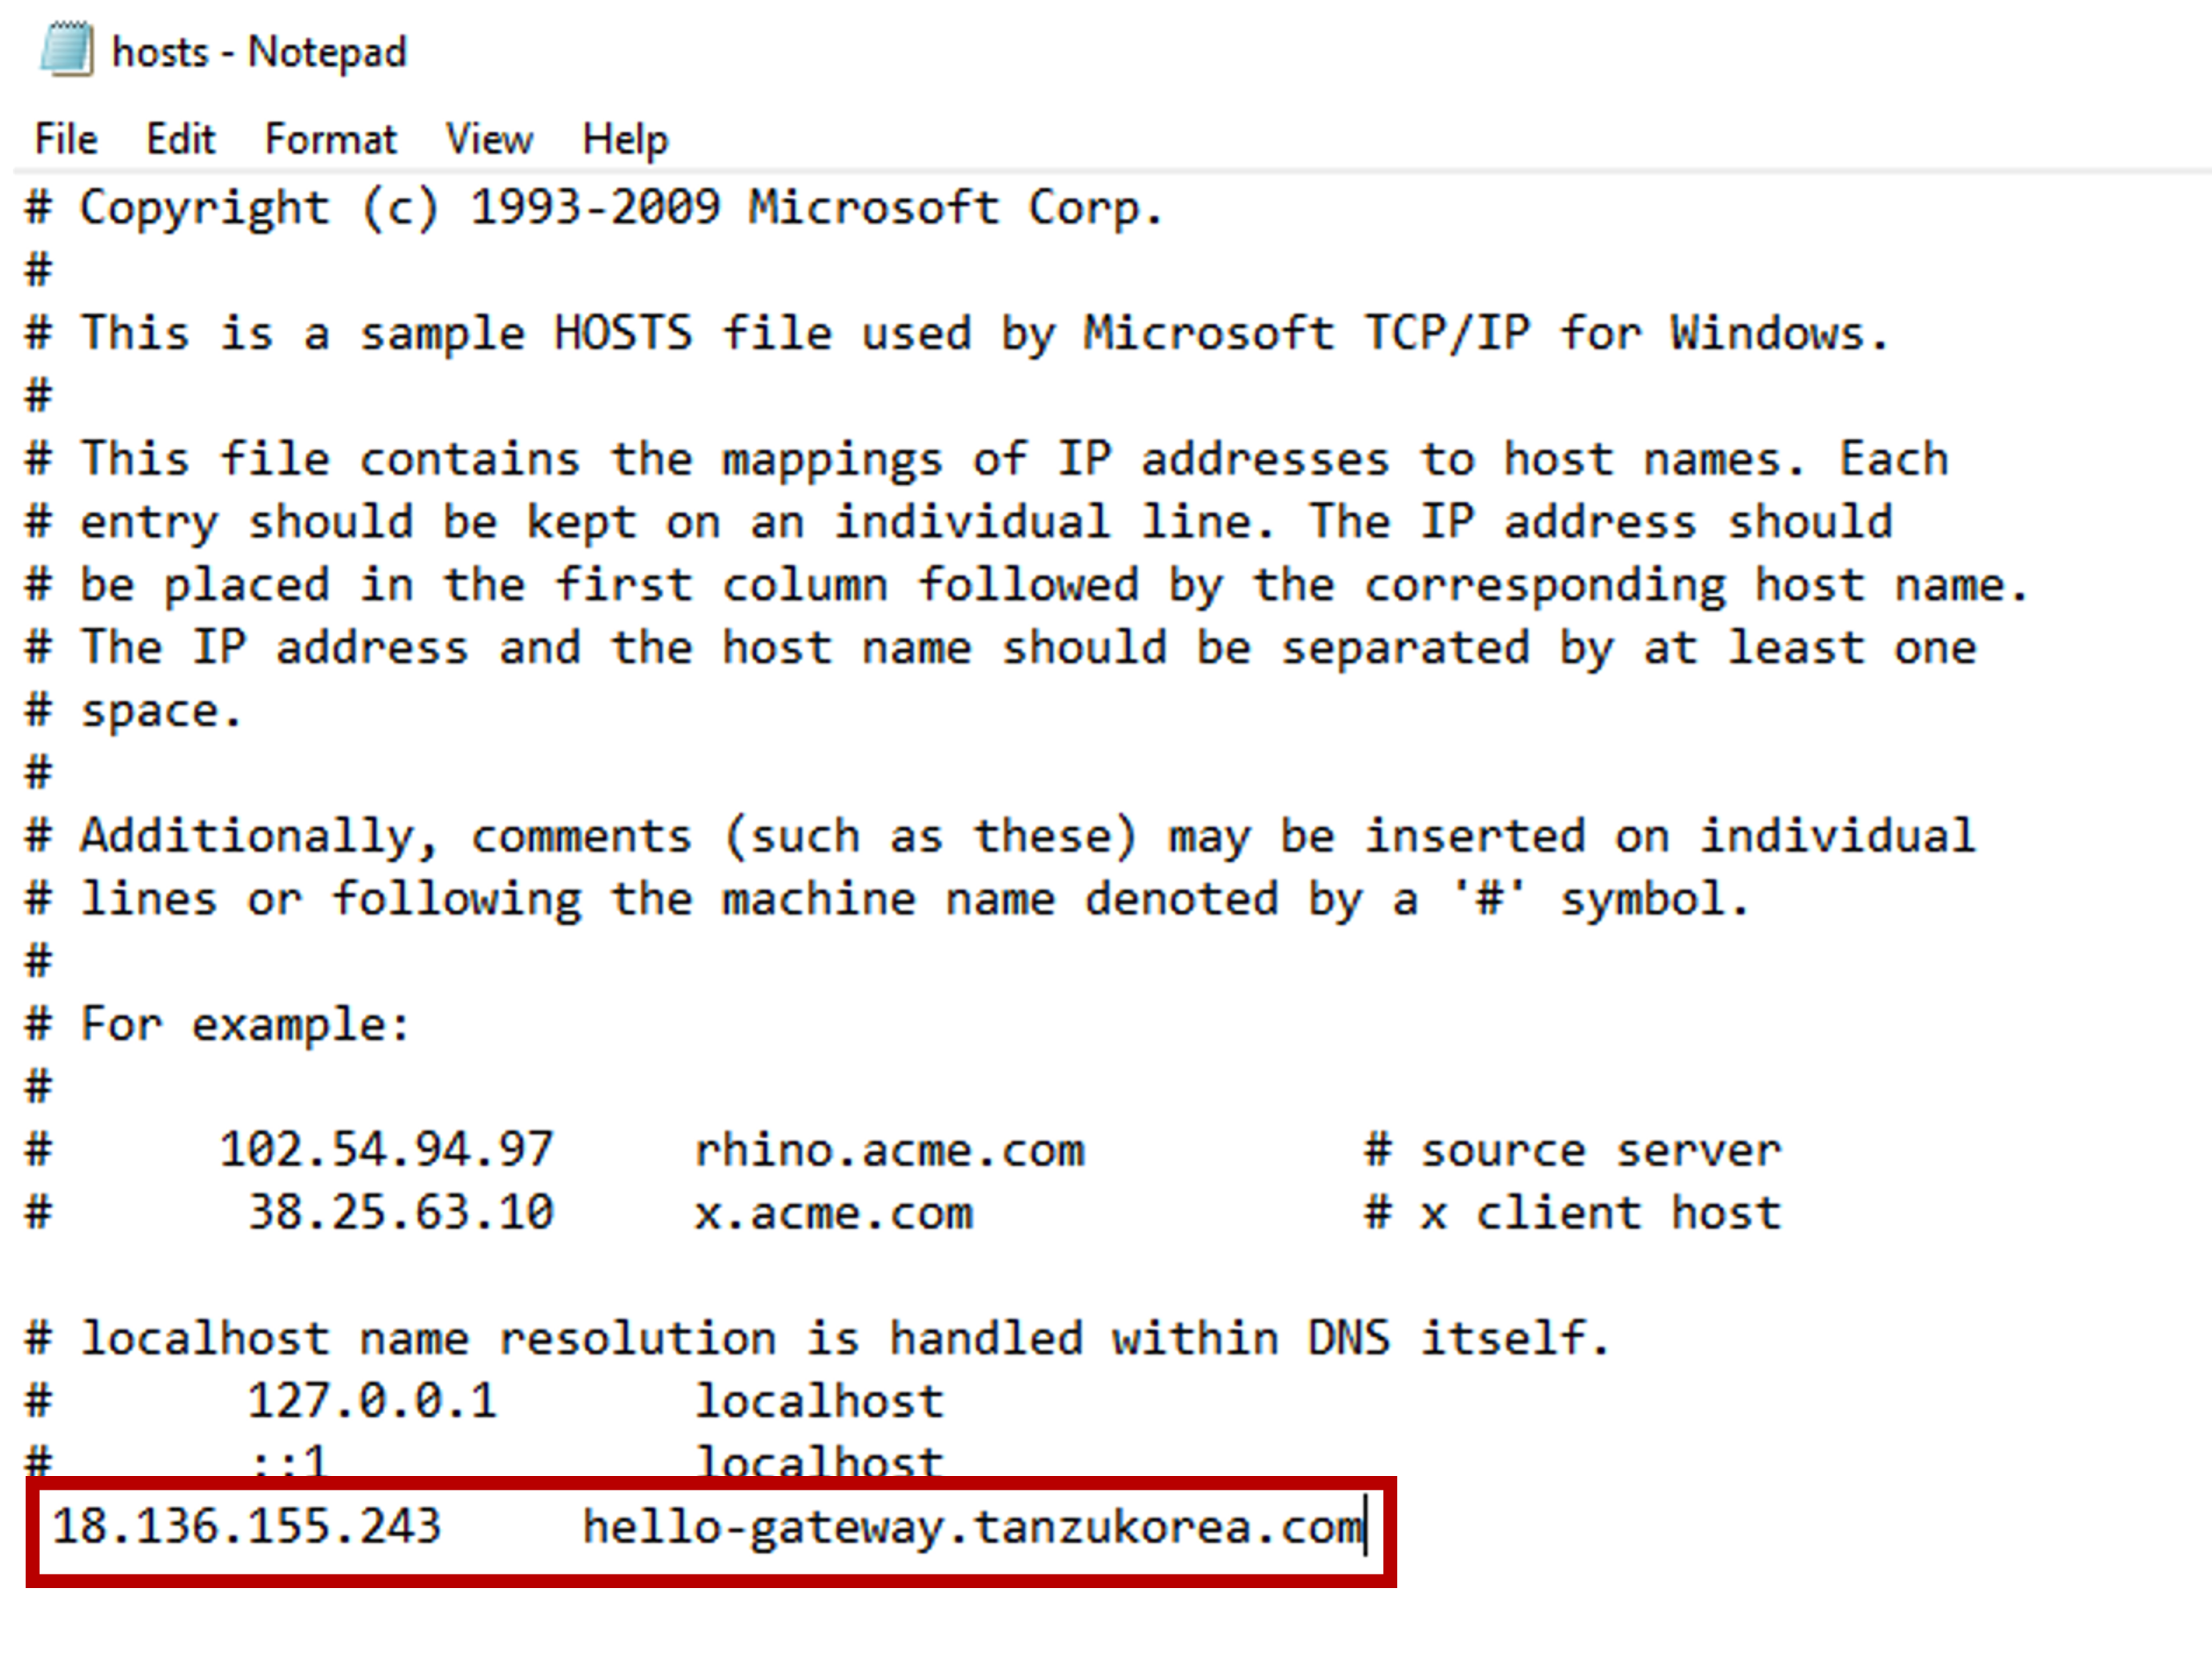 hosts - Notepad
File Edit Format View Help
# Copyright (c) 1993-2009 Microsoft Corp.
#
# This is a sample HOSTS file used by Microsoft TCP/IP for Windows.
#
# This file contains the mappings of IP addresses to host names. Each
# entry should be kept on an individual line. The IP address should
# be placed in the first column followed by the corresponding host name.
# The IP address and the host name should be separated by at least one
# space.
#
# Additionally, comments (such as these) may be inserted on individual
# lines or following the machine name denoted by a '#' symbol.
#
# For example:
#
#      102.54.94.97     rhino.acme.com          # source server
#       38.25.63.10     x.acme.com              # x client host

# localhost name resolution is handled within DNS itself.
#       127.0.0.1       localhost
#       ::1             localhost
18.136.155.243     hello-gateway.tanzukorea.com